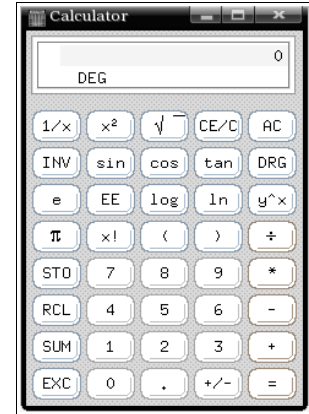 Calculator
0
DEG
1/x x² √‾ CE/C AC
INV sin cos tan DRG
e EE log ln y^x
π x! ( ) ÷
STO 7 8 9 *
RCL 4 5 6 -
SUM 1 2 3 +
EXC 0 . +/- =